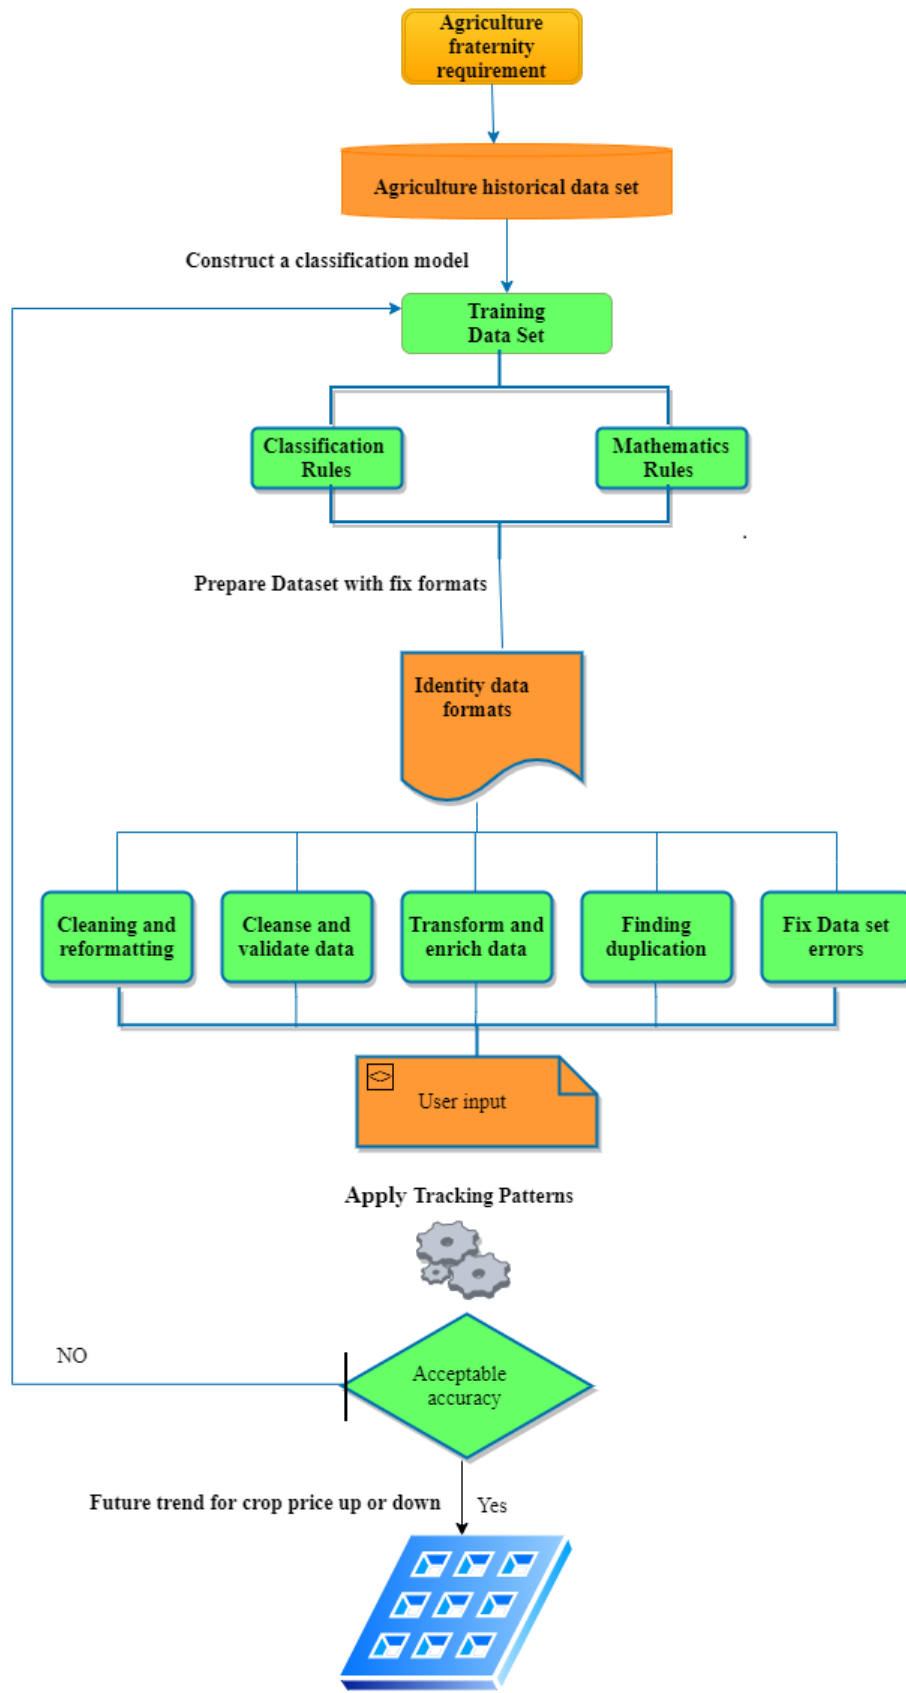 Agriculture
fraternity
requirement
Agriculture historical data set
Construct a classification model
Training
Data Set
Classification
Rules
Mathematics
Rules
.
Prepare Dataset with fix formats
Identity data
formats
Cleaning and
reformatting
Cleanse and
validate data
Transform and
enrich data
Finding
duplication
Fix Data set
errors
<>
User input
Apply Tracking Patterns
Acceptable
accuracy
NO
Future trend for crop price up or down
Yes